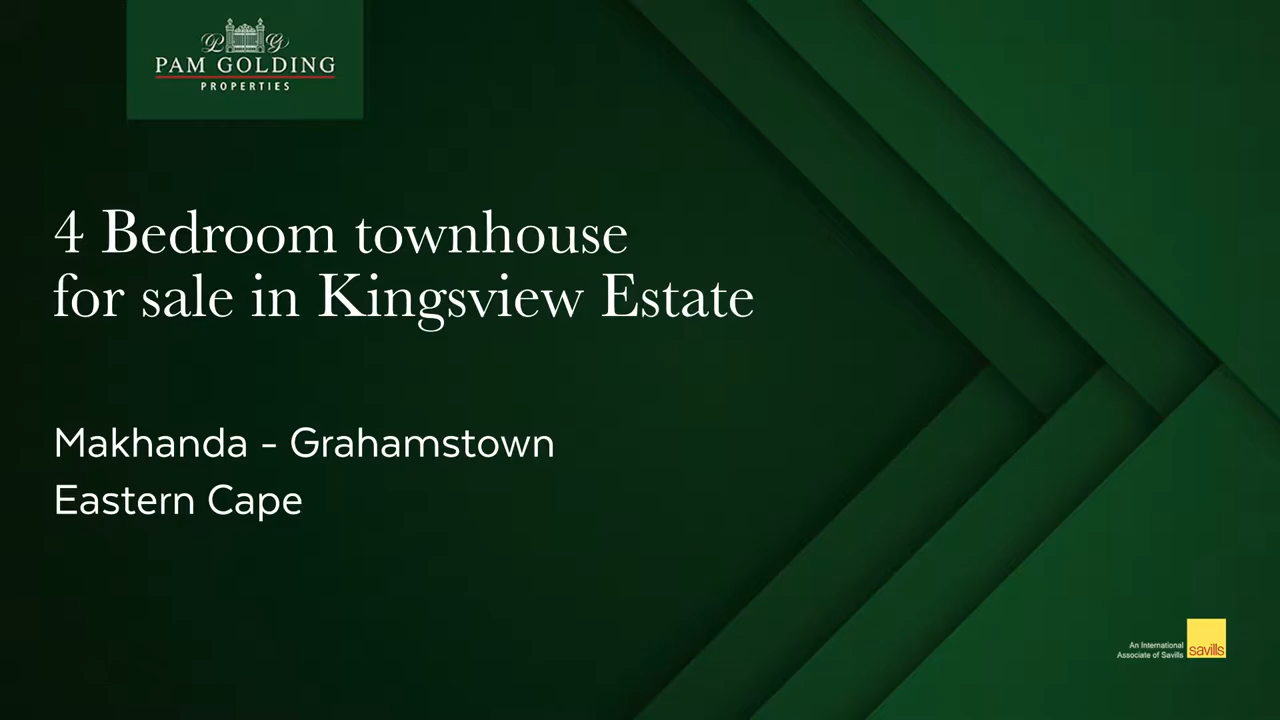 PG
PAM GOLDING
PROPERTIES
4 Bedroom townhouse
for sale in Kingsview Estate
Makhanda - Grahamstown
Eastern Cape
An International
Associate of Savills
savills